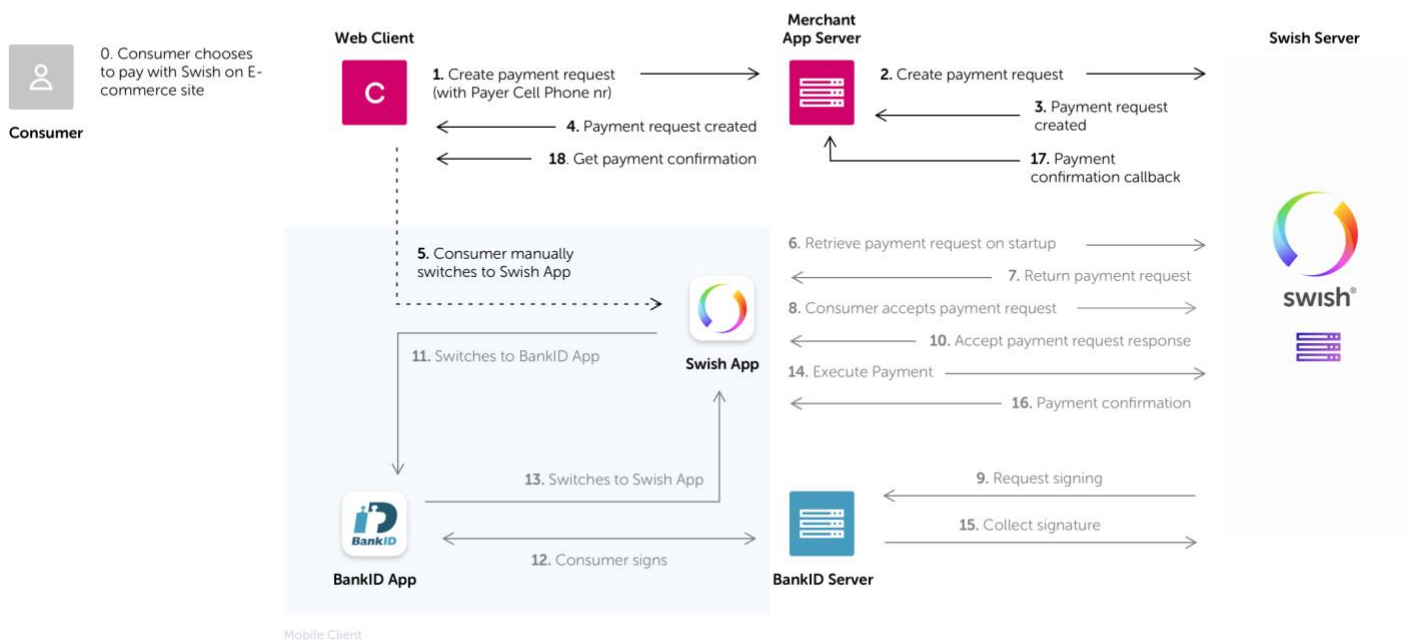 Consumer
0. Consumer chooses
to pay with Swish on E-
commerce site
Web Client
C
1. Create payment request
(with Payer Cell Phone nr)
4. Payment request created
18. Get payment confirmation
Merchant
App Server
2. Create payment request
3. Payment request
created
17. Payment
confirmation callback
Swish Server
swish®
5. Consumer manually
switches to Swish App
Swish App
6. Retrieve payment request on startup
7. Return payment request
8. Consumer accepts payment request
10. Accept payment request response
14. Execute Payment
16. Payment confirmation
11. Switches to BankID App
13. Switches to Swish App
BankID
BankID App
12. Consumer signs
BankID Server
9. Request signing
15. Collect signature
Mobile Client